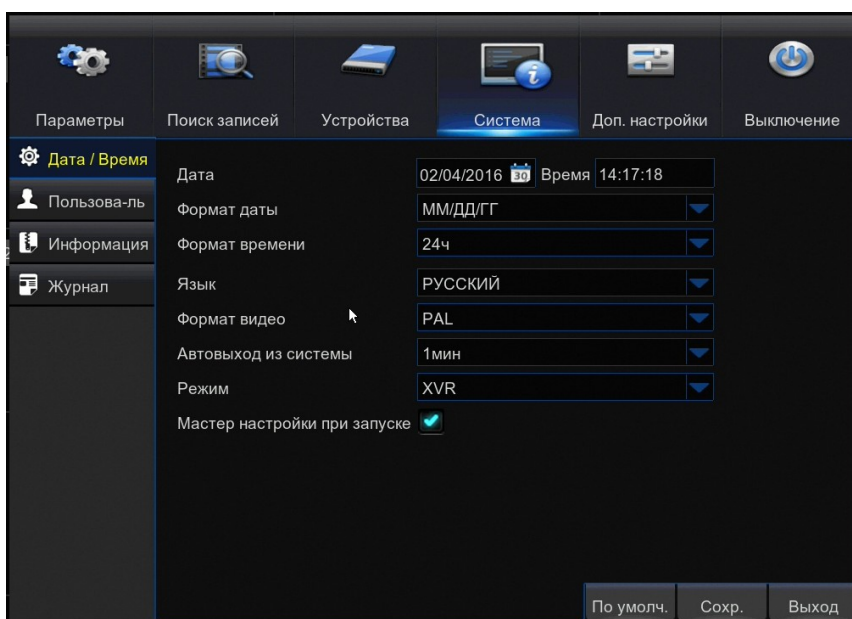 Параметры Поиск записей Устройства Система Доп. настройки Выключение
Дата / Время
Пользова-ль
Информация
Журнал
Дата 02/04/2016 30 Время 14:17:18
Формат даты ММ/ДД/ГГ
Формат времени 24ч
Язык РУССКИЙ
Формат видео PAL
Автовыход из системы 1мин
Режим XVR
Мастер настройки при запуске
По умолч. Сохр. Выход